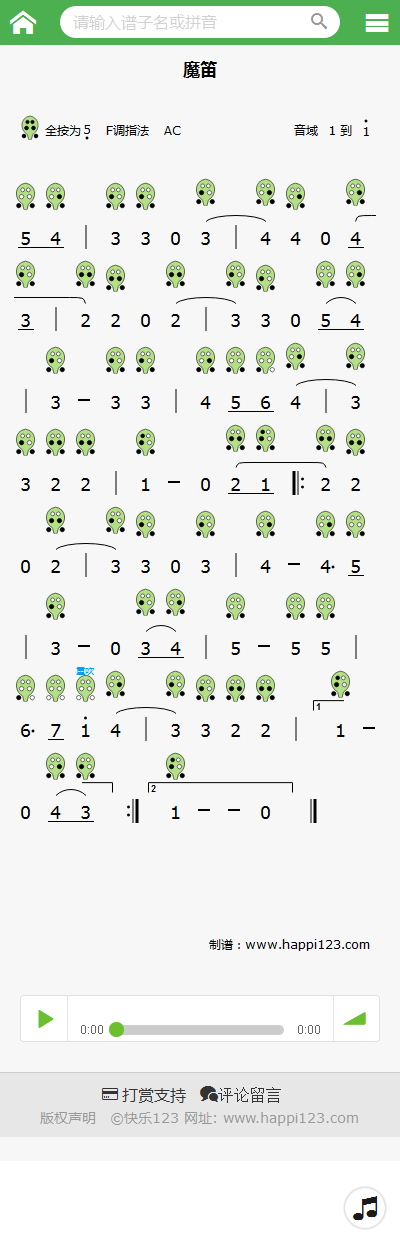 请输入谱子名或拼音
魔笛
全按为 5̣ F调指法 AC 音域 1 到 1̇
5 4 | 3 3 0 3 | 4 4 0 4
3 | 2 2 0 2 | 3 3 0 5 4
| 3 - 3 3 | 4 5 6 4 | 3
3 2 2 | 1 - 0 2 1 ‖: 2 2
0 2 | 3 3 0 3 | 4 - 4· 5
| 3 - 0 3 4 | 5 - 5 5 |
重吹
6· 7 1̇ 4 | 3 3 2 2 | 1 1 -
0 4 3 :‖ 2 1 - - 0 ‖
制谱：www.happi123.com
0:00 0:00
打赏支持 评论留言
版权声明 ©快乐123 网址: www.happi123.com